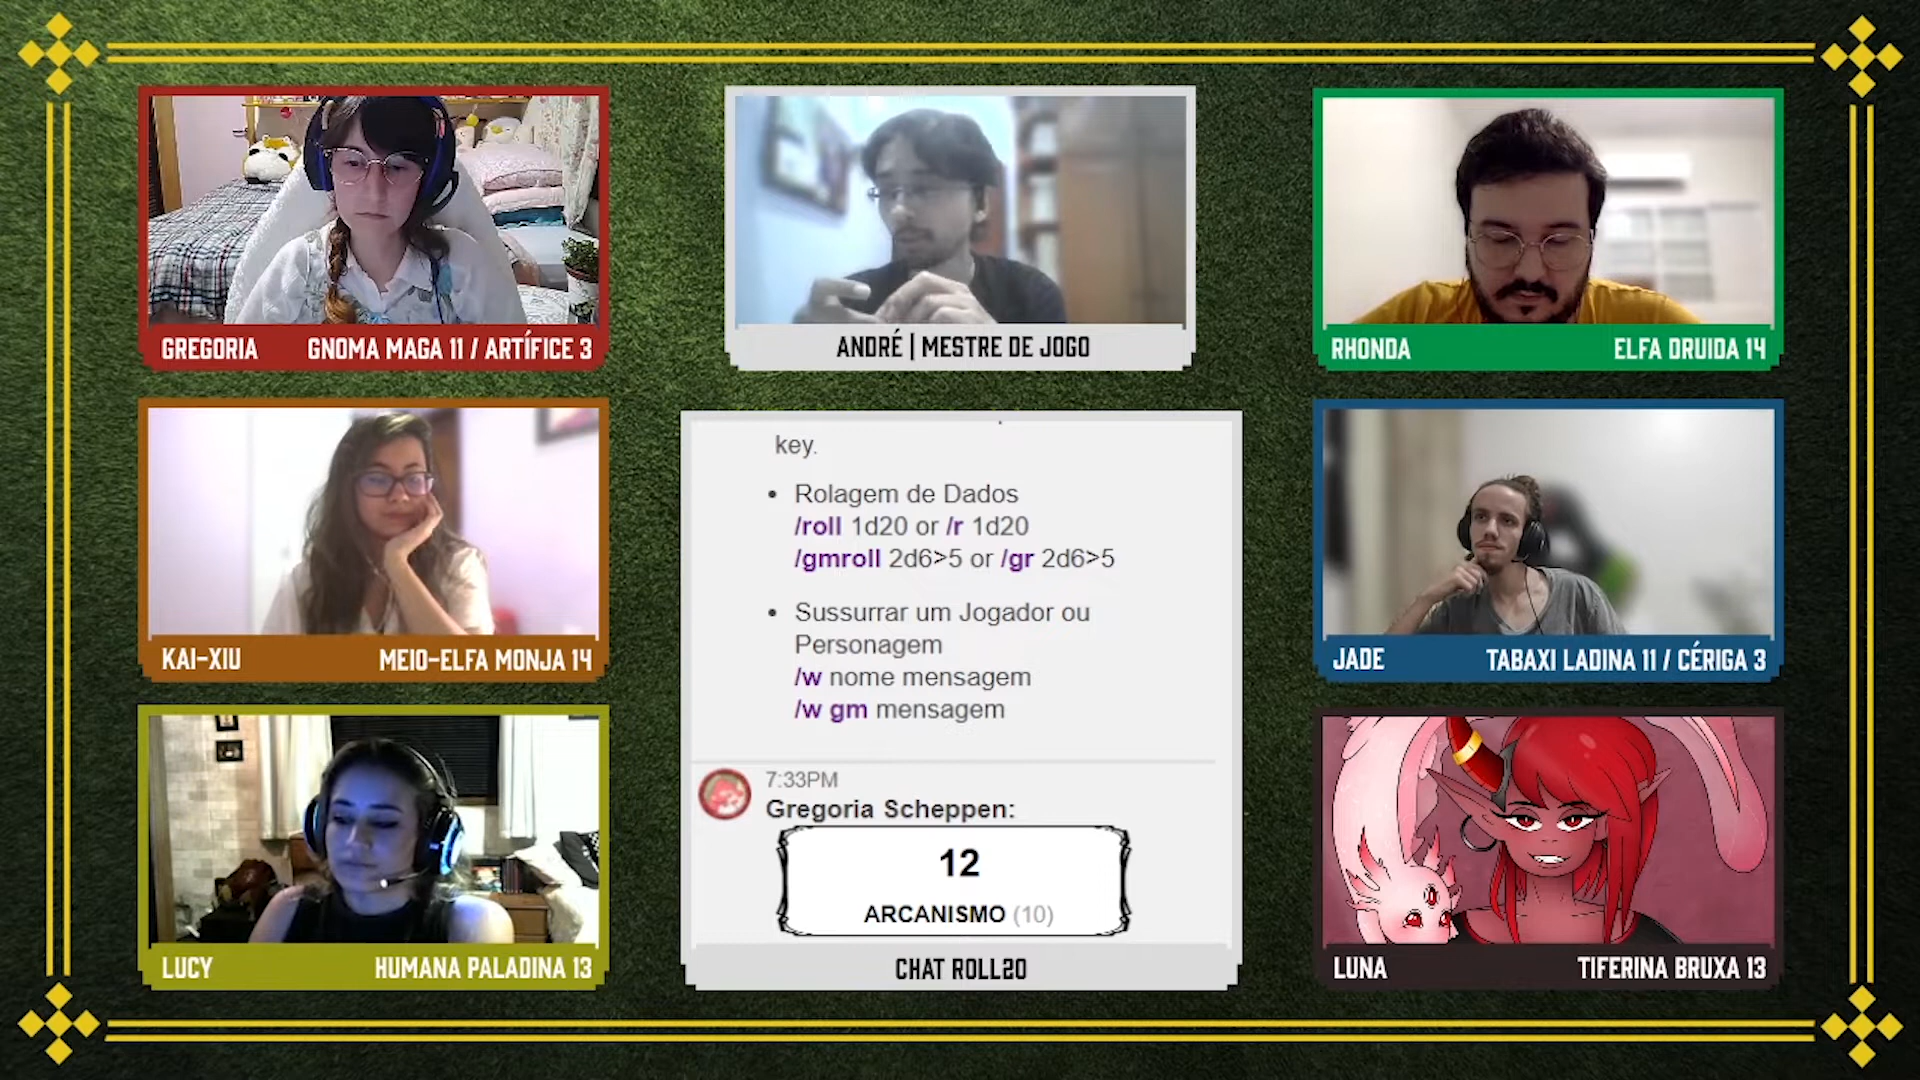 GREGORIA GNOMA MAGA 11 / ARTÍFICE 3
ANDRÉ | MESTRE DE JOGO
RHONDA ELFA DRUIDA 14
KAI-XIU MEIO-ELFA MONJA 14
key.
• Rolagem de Dados
/roll 1d20 or /r 1d20
/gmroll 2d6>5 or /gr 2d6>5
• Sussurrar um Jogador ou
Personagem
/w nome mensagem
/w gm mensagem
7:33PM
Gregoria Scheppen:
12
ARCANISMO (10)
CHAT ROLL20
JADE TABAXI LADINA 11 / CÉRIGA 3
LUCY HUMANA PALADINA 13
LUNA TIFERINA BRUXA 13